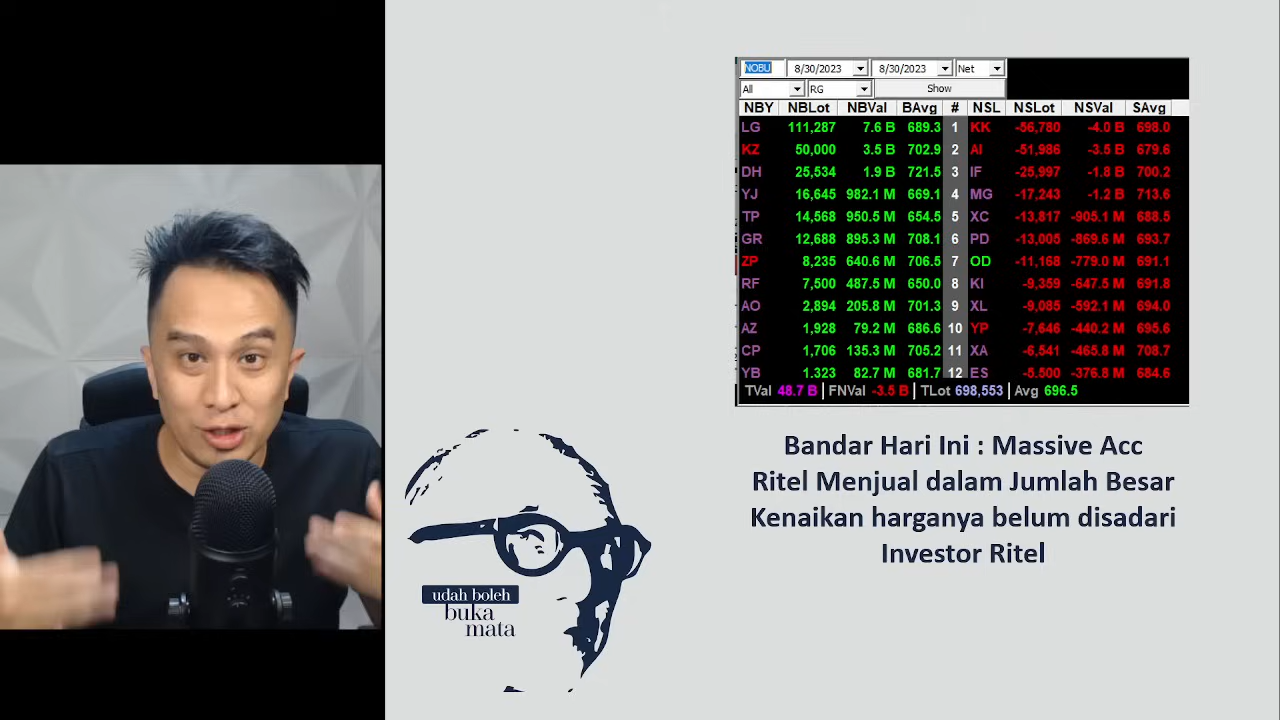 NOBU 8/30/2023 8/30/2023 Net
All RG Show
NBY NBLot NBVal BAvg # NSL NSLot NSVal SAvg
LG 111,287 7.6 B 689.3 1 KK -56,780 -4.0 B 698.0
KZ 50,000 3.5 B 702.9 2 AI -51,986 -3.5 B 679.6
DH 25,534 1.9 B 721.5 3 IF -25,997 -1.8 B 700.2
YJ 16,645 982.1 M 669.1 4 MG -17,243 -1.2 B 713.6
TP 14,568 950.5 M 654.5 5 XC -13,817 -905.1 M 688.5
GR 12,688 895.3 M 708.1 6 PD -13,005 -869.6 M 693.7
ZP 8,235 640.6 M 706.5 7 OD -11,168 -779.0 M 691.1
RF 7,500 487.5 M 650.0 8 KI -9,359 -647.5 M 691.8
AO 2,894 205.8 M 701.3 9 XL -9,085 -592.1 M 694.0
AZ 1,928 79.2 M 686.6 10 YP -7,646 -440.2 M 695.6
CP 1,706 135.3 M 705.2 11 XA -6,541 -465.8 M 708.7
YB 1,323 82.7 M 681.7 12 ES -5,500 -376.8 M 684.6
TVal 48.7 B FNVal -3.5 B TLot 698,553 Avg 696.5
Bandar Hari Ini : Massive Acc
Ritel Menjual dalam Jumlah Besar
Kenaikan harganya belum disadari
Investor Ritel
udah boleh
buka
mata